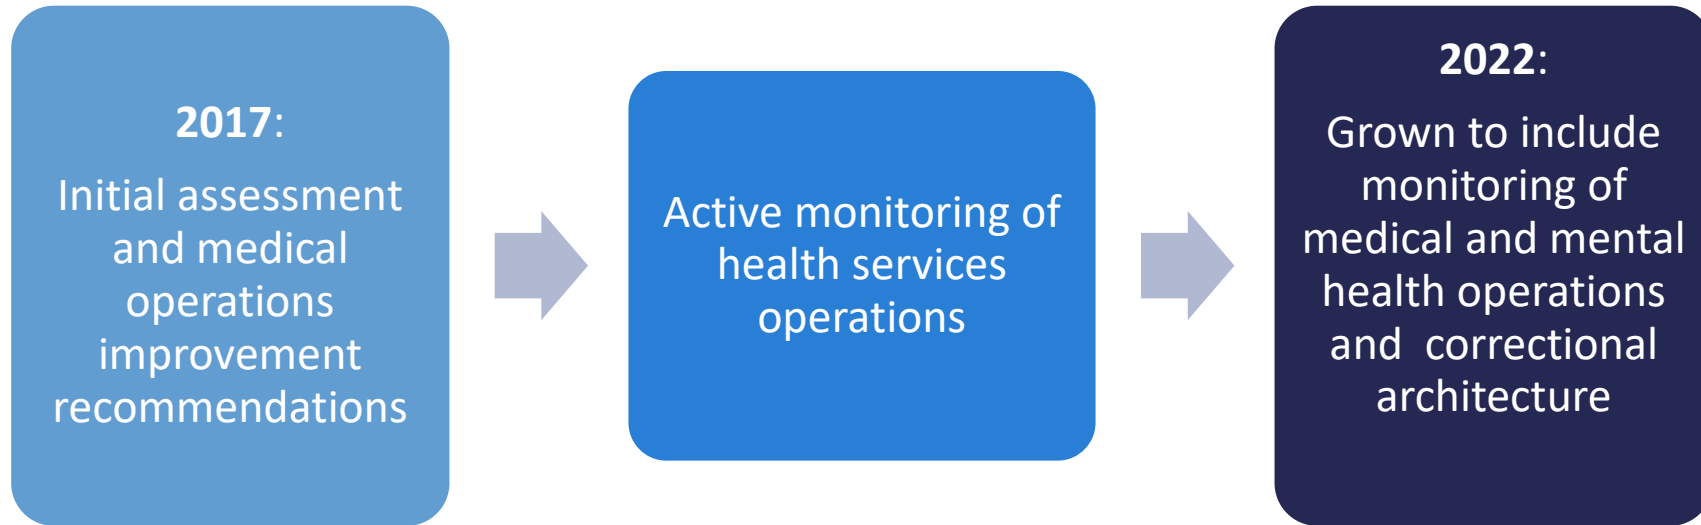 2017:
Initial assessment
and medical
operations
improvement
recommendations
Active monitoring of
health services
operations
2022:
Grown to include
monitoring of
medical and mental
health operations
and  correctional
architecture